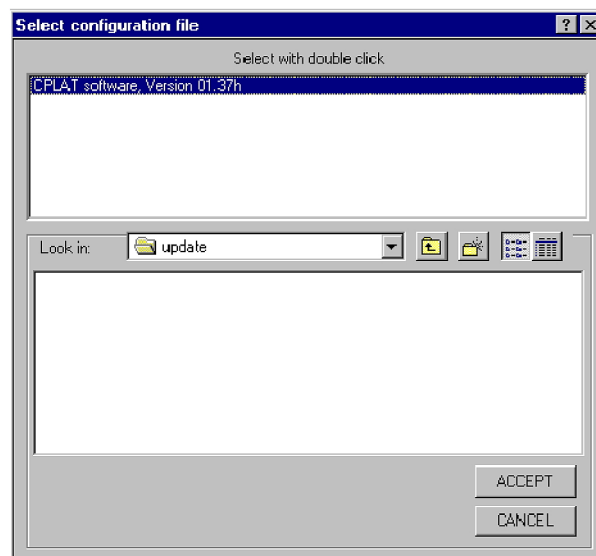 Select configuration file
Select with double click
CPLAT software, Version 01.37h
Look in: update
ACCEPT
CANCEL